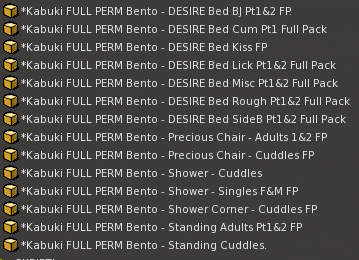 *Kabuki FULL PERM Bento - DESIRE Bed BJ Pt1&2 FP.
*Kabuki FULL PERM Bento - DESIRE Bed Cum Pt1 Full Pack
*Kabuki FULL PERM Bento - DESIRE Bed Kiss FP
*Kabuki FULL PERM Bento - DESIRE Bed Lick Pt1&2 Full Pack
*Kabuki FULL PERM Bento - DESIRE Bed Misc Pt1&2 Full Pack
*Kabuki FULL PERM Bento - DESIRE Bed Rough Pt1&2 Full Pack
*Kabuki FULL PERM Bento - DESIRE Bed SideB Pt1&2 Full Pack
*Kabuki FULL PERM Bento - Precious Chair - Adults 1&2 FP
*Kabuki FULL PERM Bento - Precious Chair - Cuddles FP
*Kabuki FULL PERM Bento - Shower - Cuddles
*Kabuki FULL PERM Bento - Shower - Singles F&M FP
*Kabuki FULL PERM Bento - Shower Corner - Cuddles FP
*Kabuki FULL PERM Bento - Standing Adults Pt1&2 FP
*Kabuki FULL PERM Bento - Standing Cuddles.